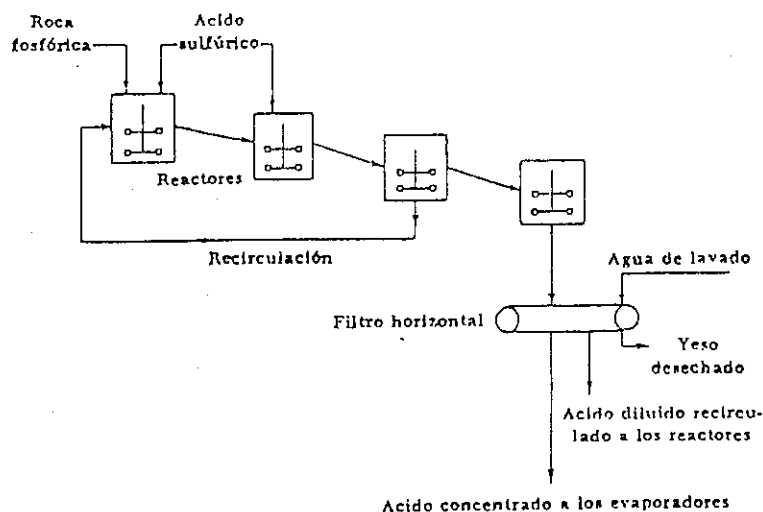 Roca
fosfórica
Acido
sulfúrico
Reactores
Recirculación
Agua de lavado
Filtro horizontal
Yeso
desechado
Acido diluído recircu-
lado a los reactores
Acido concentrado a los evaporadores